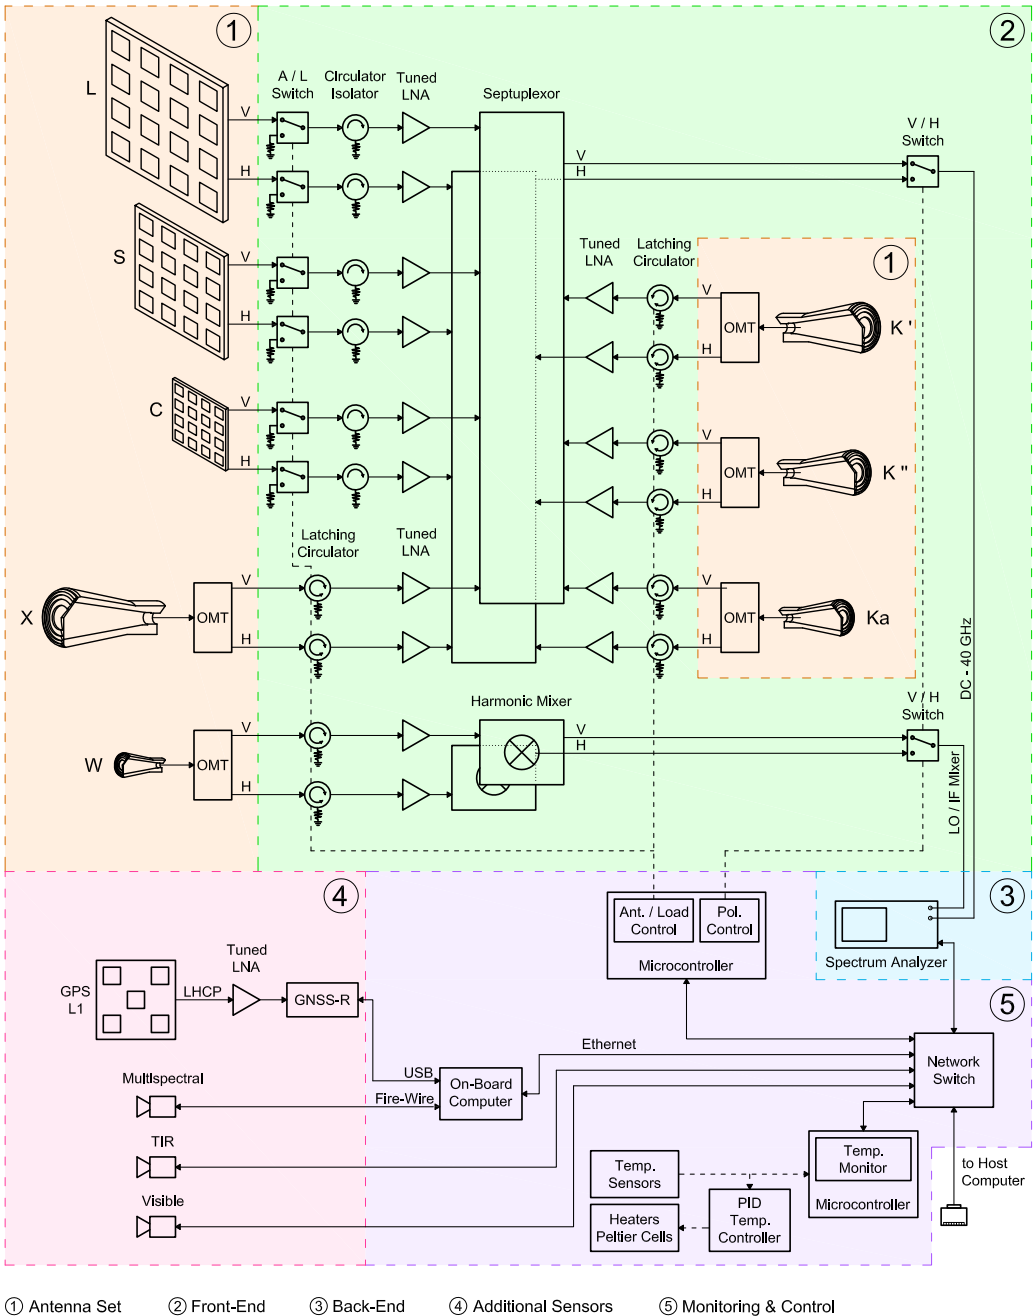 1
2
L
A / L
Switch
Circulator
Isolator
Tuned
LNA
Septuplexor
V / H
Switch
V
H
V
H
S
V
H
Tuned
LNA
Latching
Circulator
1
V
OMT
K '
H
C
V
H
V
OMT
K "
H
Latching
Circulator
Tuned
LNA
X
OMT
V
H
V
OMT
Ka
H
DC - 40 GHz
Harmonic Mixer
V / H
Switch
W
OMT
V
H
V
H
LO / IF Mixer
4
Ant. / Load
Control
Pol.
Control
Microcontroller
3
Spectrum Analyzer
GPS
L1
LHCP
Tuned
LNA
GNSS-R
5
Ethernet
Network
Switch
USB
Fire-Wire
On-Board
Computer
Multispectral
TIR
Visible
Temp.
Sensors
Temp.
Monitor
Microcontroller
PID
Temp.
Controller
Heaters
Peltier Cells
to Host
Computer
1 Antenna Set
2 Front-End
3 Back-End
4 Additional Sensors
5 Monitoring & Control